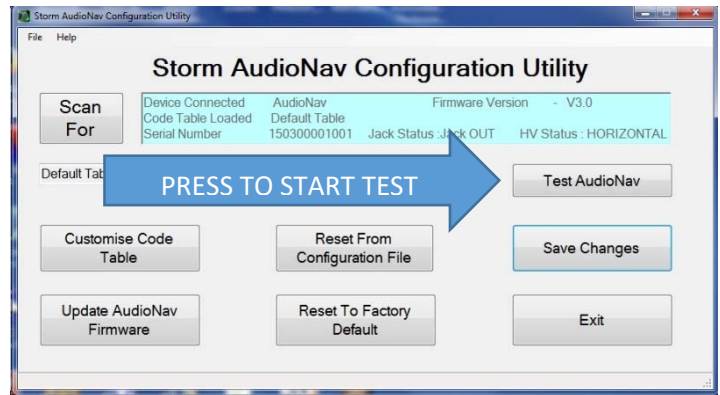 Storm AudioNav Configuration Utility
File Help
Storm AudioNav Configuration Utility
Scan
For
Device Connected AudioNav Firmware Version - V3.0
Code Table Loaded Default Table
Serial Number 150300001001 Jack Status :Jack OUT HV Status : HORIZONTAL
Default Tab
PRESS TO START TEST
Test AudioNav
Customise Code
Table
Reset From
Configuration File
Save Changes
Update AudioNav
Firmware
Reset To Factory
Default
Exit